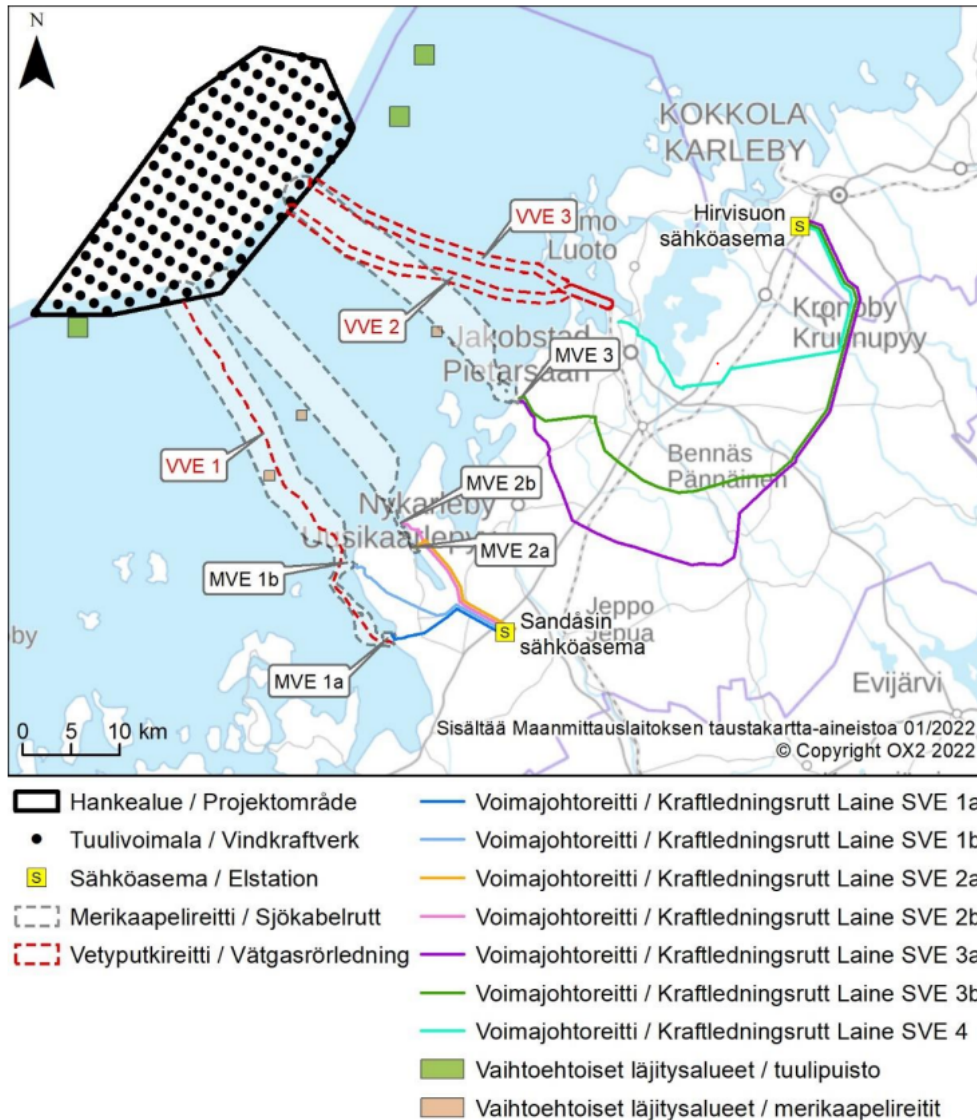 N
KOKKOLA
KARLEBY
Hirvisuon
sähköasema
VVE 3
Luoto
Kronoby
Kruunupyy
VVE 2
Jakobstad
Pietarsaari
MVE 3
VVE 1
Bennäs
Pännäinen
MVE 2b
Nykarleby
Uusikaarlepyy
MVE 2a
MVE 1b
Jeppo
Jepua
Sandåsin
sähköasema
MVE 1a
Evijärvi
0 5 10 km
Sisältää Maanmittauslaitoksen taustakartta-aineistoa 01/2022
© Copyright OX2 2022
Hankealue / Projektområde
Tuulivoimala / Vindkraftverk
S Sähköasema / Elstation
Merikaapelireitti / Sjökabelrutt
Vetyputkireitti / Vätgasrörledning
Voimajohtoreitti / Kraftledningsrutt Laine SVE 1a
Voimajohtoreitti / Kraftledningsrutt Laine SVE 1b
Voimajohtoreitti / Kraftledningsrutt Laine SVE 2a
Voimajohtoreitti / Kraftledningsrutt Laine SVE 2b
Voimajohtoreitti / Kraftledningsrutt Laine SVE 3a
Voimajohtoreitti / Kraftledningsrutt Laine SVE 3b
Voimajohtoreitti / Kraftledningsrutt Laine SVE 4
Vaihtoehtoiset läjitysalueet / tuulipuisto
Vaihtoehtoiset läjitysalueet / merikaapelireitit